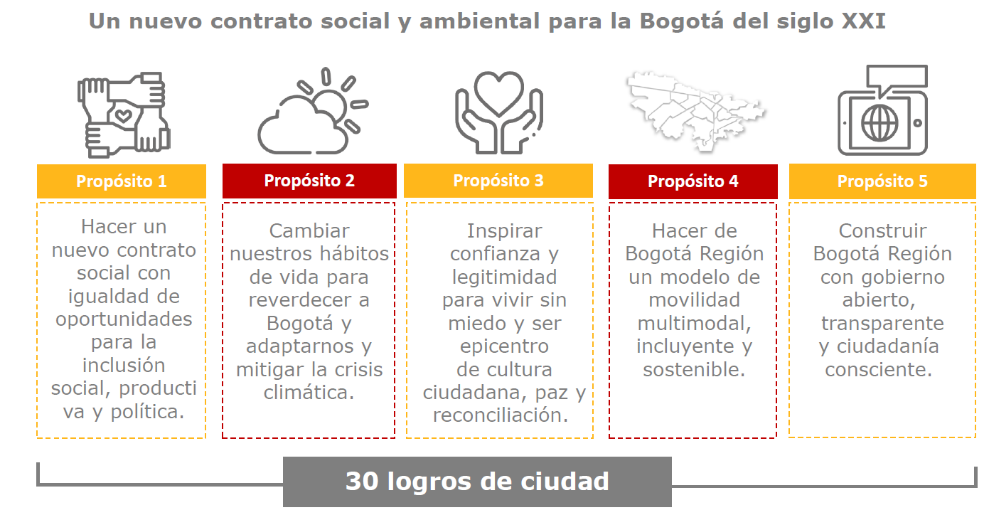 Un nuevo contrato social y ambiental para la Bogotá del siglo XXI
Propósito 1
Hacer un
nuevo contrato
social con
igualdad de
oportunidades
para la
inclusión
social, producti
va y política.
Propósito 2
Cambiar
nuestros hábitos
de vida para
reverdecer a
Bogotá y
adaptarnos y
mitigar la crisis
climática.
Propósito 3
Inspirar
confianza y
legitimidad
para vivir sin
miedo y ser
epicentro
de cultura
ciudadana, paz y
reconciliación.
Propósito 4
Hacer de
Bogotá Región
un modelo de
movilidad
multimodal,
incluyente y
sostenible.
Propósito 5
Construir
Bogotá Región
con gobierno
abierto,
transparente
y ciudadanía
consciente.
30 logros de ciudad